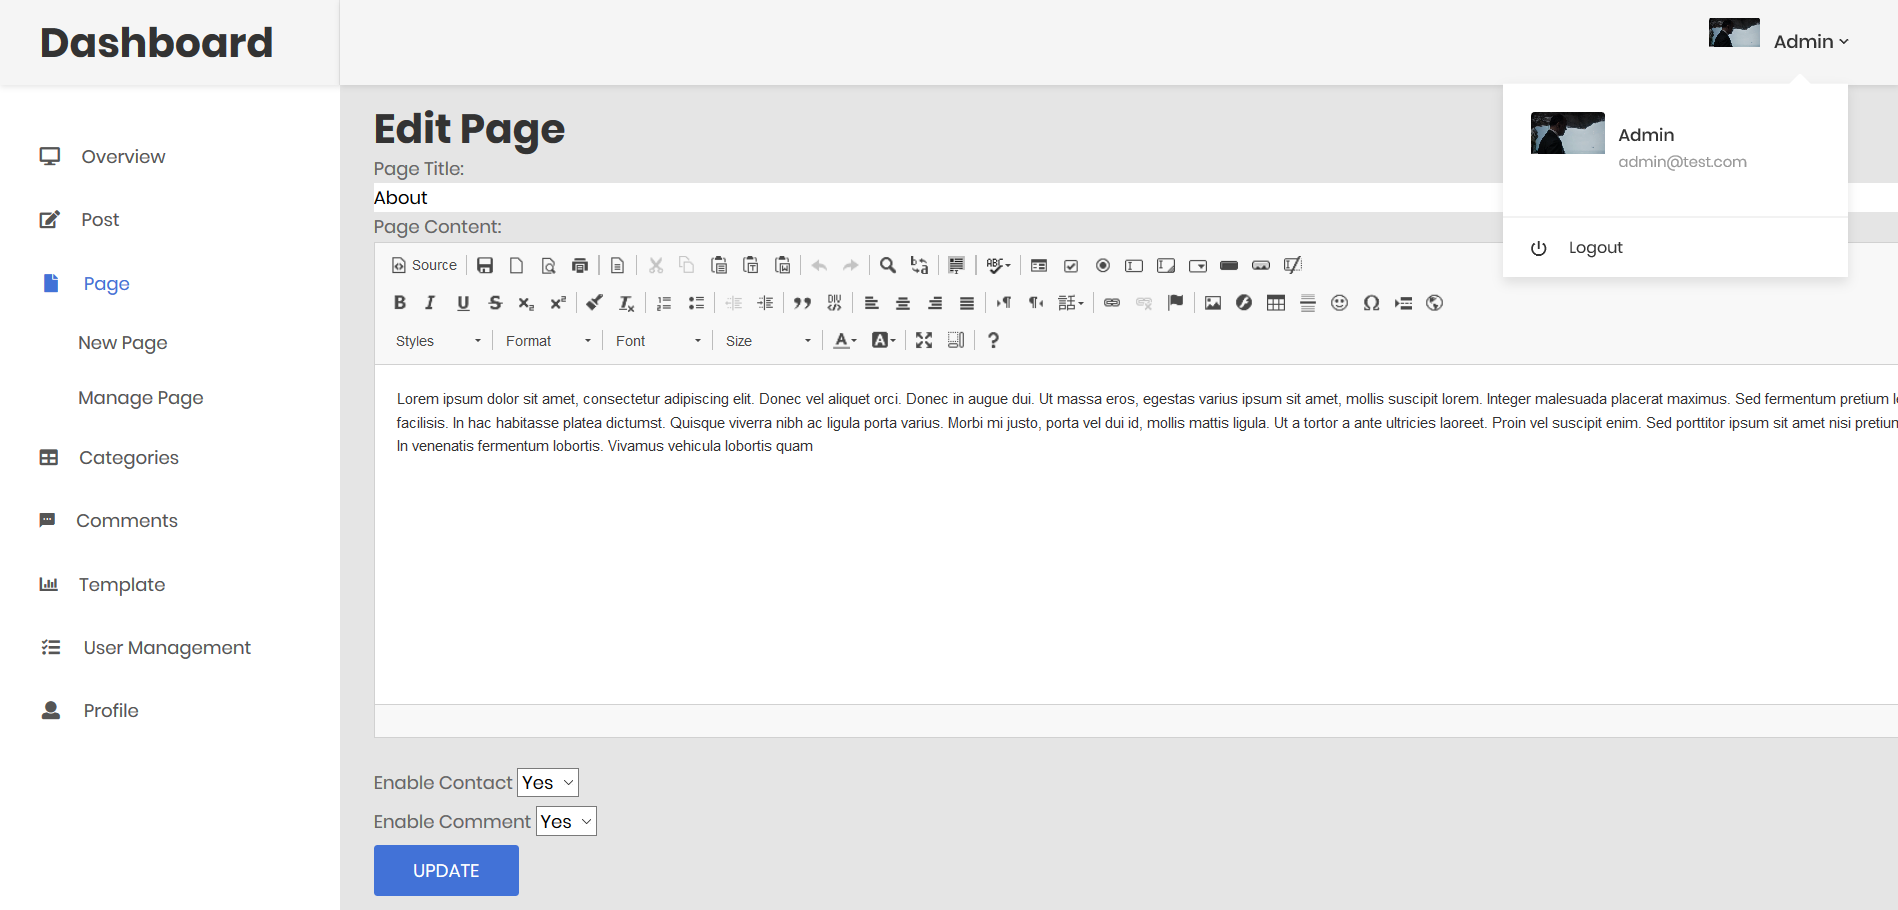 Dashboard
Admin
Admin
admin@test.com
Logout
Overview
Post
Page
New Page
Manage Page
Categories
Comments
Template
User Management
Profile
Edit Page
Page Title:
About
Page Content:
Source
ABC
B I U S x₂ x² Tx DIV
Styles Format Font Size A A ?
Lorem ipsum dolor sit amet, consectetur adipiscing elit. Donec vel aliquet orci. Donec in augue dui. Ut massa eros, egestas varius ipsum sit amet, mollis suscipit lorem. Integer malesuada placerat maximus. Sed fermentum pretium
facilisis. In hac habitasse platea dictumst. Quisque viverra nibh ac ligula porta varius. Morbi mi justo, porta vel dui id, mollis mattis ligula. Ut a tortor a ante ultricies laoreet. Proin vel suscipit enim. Sed porttitor ipsum sit amet nisi
In venenatis fermentum lobortis. Vivamus vehicula lobortis quam
Enable Contact Yes
Enable Comment Yes
UPDATE